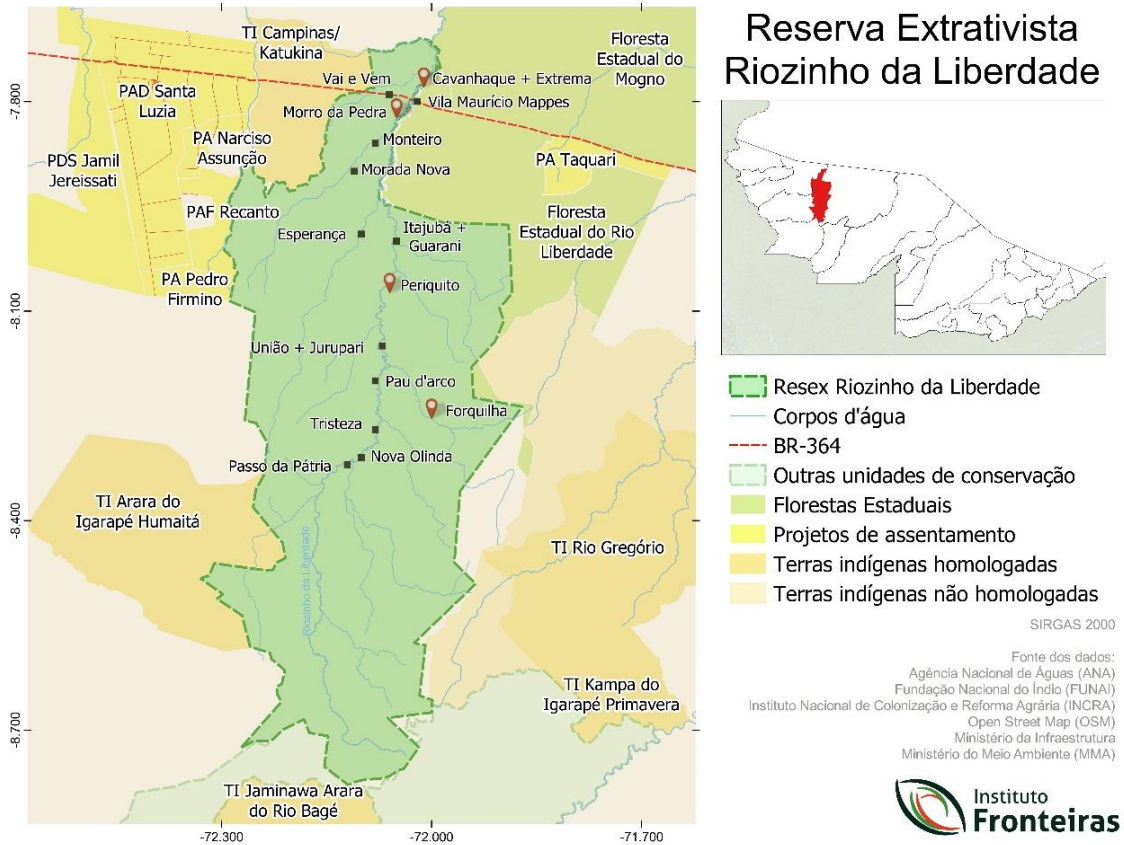 Reserva Extrativista
Riozinho da Liberdade
TI Campinas/
Katukina
Floresta
Estadual do
Mogno
Vai e Vem
Cavanhaque + Extrema
PAD Santa
Luzia
Morro da Pedra
Vila Maurício Mappes
PA Narciso
Assunção
Monteiro
PDS Jamil
Jereissati
Morada Nova
PA Taquari
PAF Recanto
Esperança
Itajubá +
Guarani
Floresta
Estadual do Rio
Liberdade
PA Pedro
Firmino
Periquito
União + Jurupari
Pau d'arco
Forquilha
Tristeza
Nova Olinda
Passo da Pátria
TI Arara do
Igarapé Humaitá
Riozinho da Liberdade
TI Rio Gregório
TI Kampa do
Igarapé Primavera
TI Jaminawa Arara
do Rio Bagé
-7.800
-8.100
-8.400
-8.700
-72.300
-72.000
-71.700
Resex Riozinho da Liberdade
Corpos d'água
BR-364
Outras unidades de conservação
Florestas Estaduais
Projetos de assentamento
Terras indígenas homologadas
Terras indígenas não homologadas
SIRGAS 2000
Fonte dos dados:
Agência Nacional de Águas (ANA)
Fundação Nacional do Índio (FUNAI)
Instituto Nacional de Colonização e Reforma Agrária (INCRA)
Open Street Map (OSM)
Ministério da Infraestrutura
Ministério do Meio Ambiente (MMA)
Instituto
Fronteiras